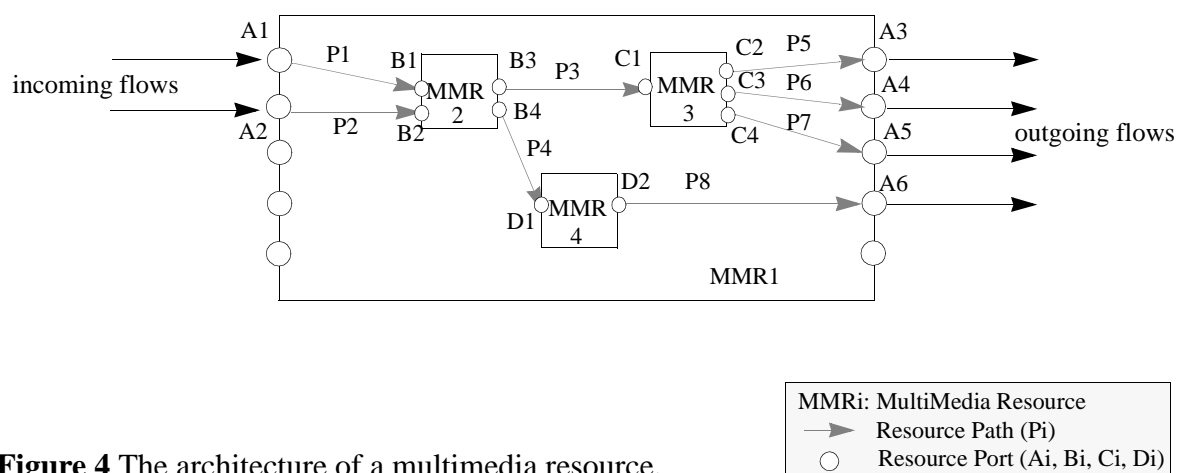 A1
A3
P1
B1
B3
P3
C1
C2
P5
incoming flows
MMR
2
MMR
3
C3
P6
A4
A2
P2
B2
B4
C4
P7
A5
outgoing flows
P4
D2
P8
A6
MMR
4
D1
MMR1
MMRi: MultiMedia Resource
Resource Path (Pi)
Resource Port (Ai, Bi, Ci, Di)
Figure 4 The architecture of a multimedia resource.